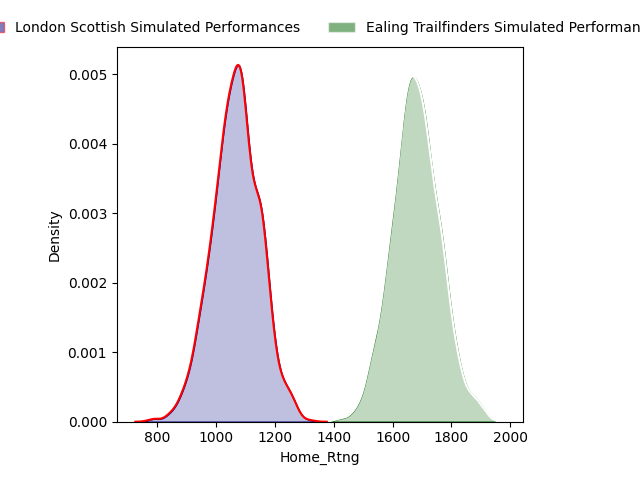 London Scottish Simulated Performances
Ealing Trailfinders Simulated Performan
0.005
0.004
0.003
0.002
0.001
0.000
Density
800 1000 1200 1400 1600 1800 2000
Home_Rtng